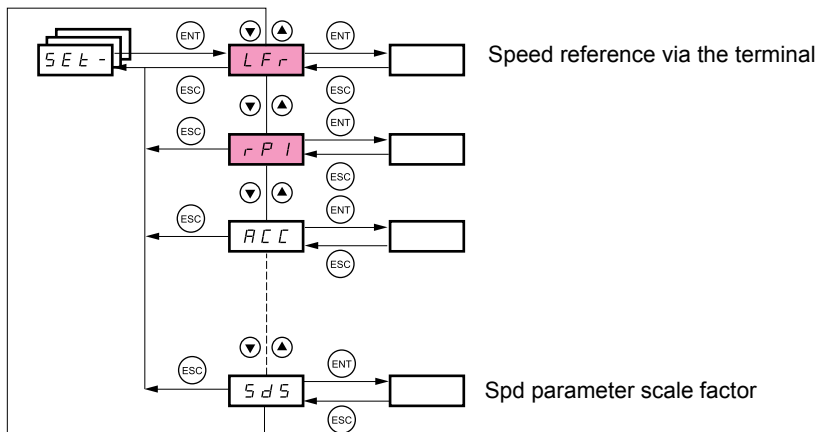 ENT
ENT
SEt -
LFr
Speed reference via the terminal
ESC
ESC
ESC
ENT
rPI
ESC
ESC
ENT
ACC
ESC
ESC
ENT
SdS
Spd parameter scale factor
ESC